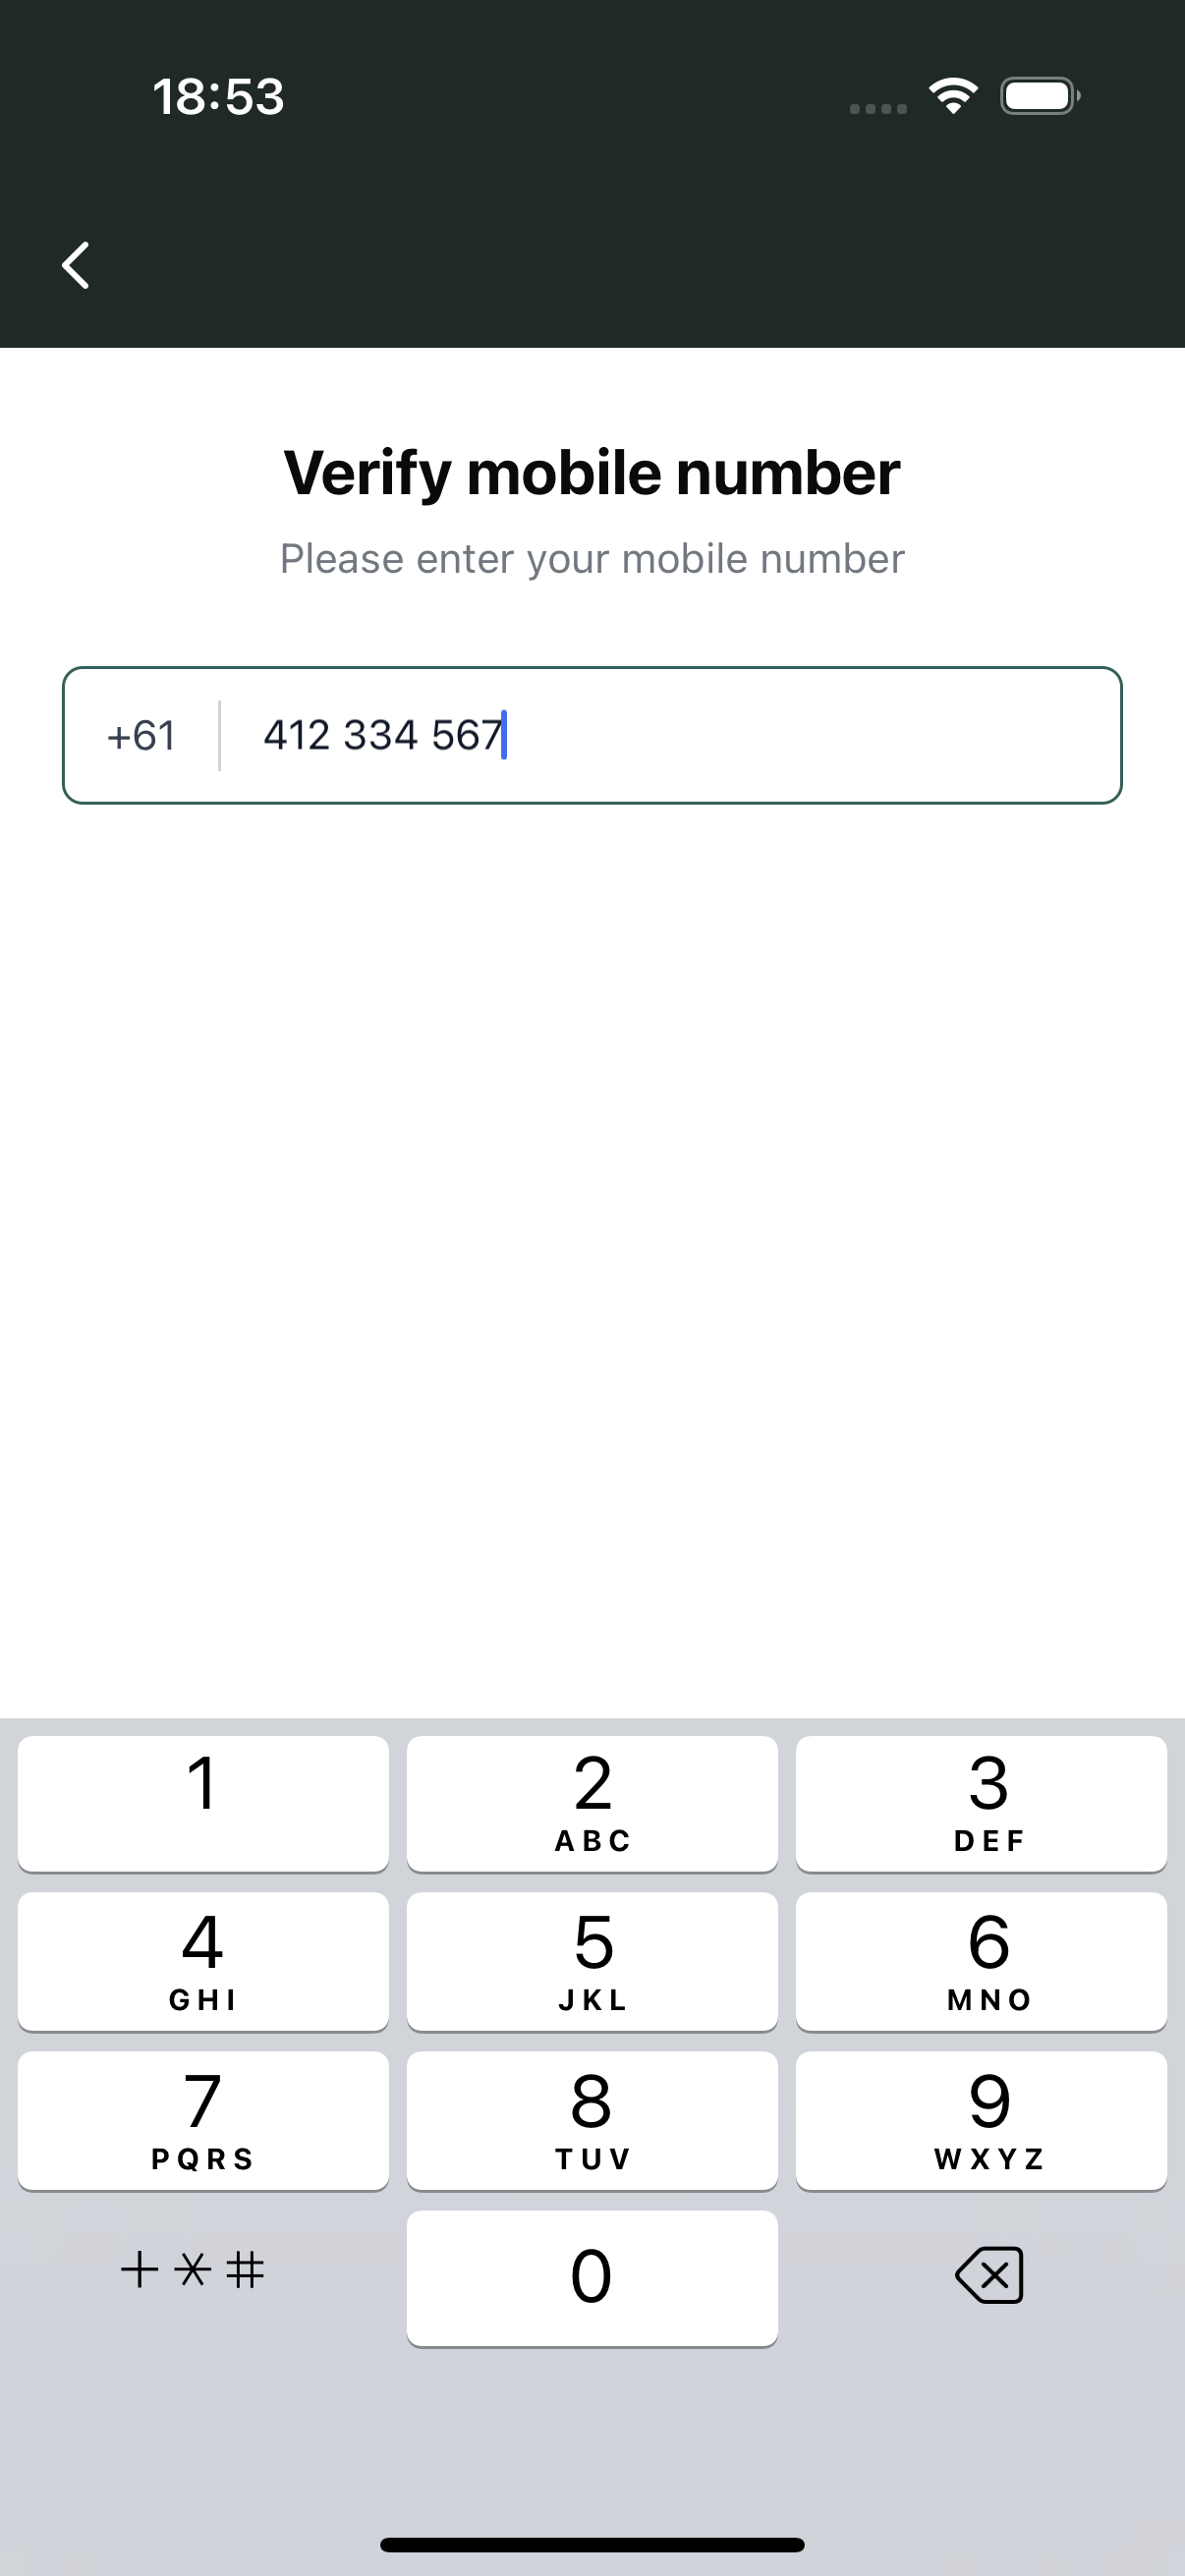 18:53
Verify mobile number
Please enter your mobile number
+61 412 334 567
1 2 3
ABC DEF
4 5 6
GHI JKL MNO
7 8 9
PQRS TUV WXYZ
+*# 0